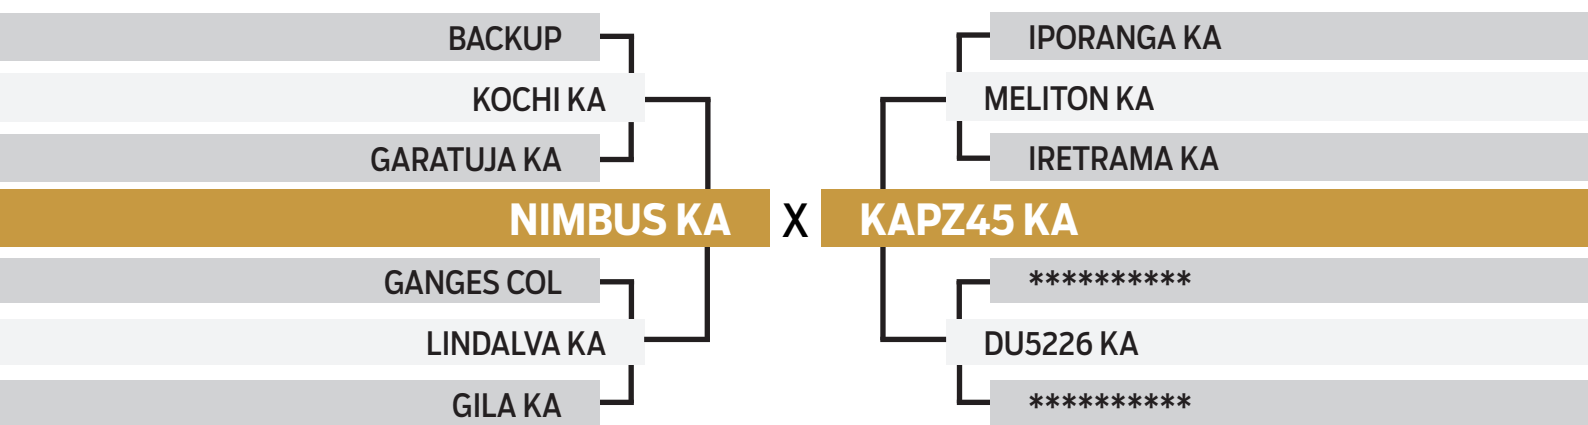 BACKUP
KOCHI KA
GARATUJA KA
NIMBUS KA
GANGES COL
LINDALVA KA
GILA KA
X
IPORANGA KA
MELITON KA
IRETRAMA KA
KAPZ45 KA
**********
DU5226 KA
**********